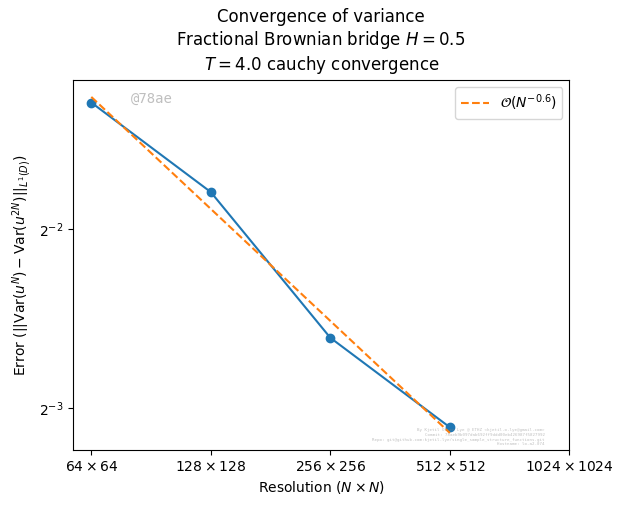 Convergence of variance
Fractional Brownian bridge H = 0.5
T = 4.0 cauchy convergence
@78ae
O(N^{-0.6})
Error (||Var(u^N) − Var(u^{2N})||_{L^1(D)})
2^{-2}
2^{-3}
64 × 64 128 × 128 256 × 256 512 × 512 1024 × 1024
Resolution (N × N)